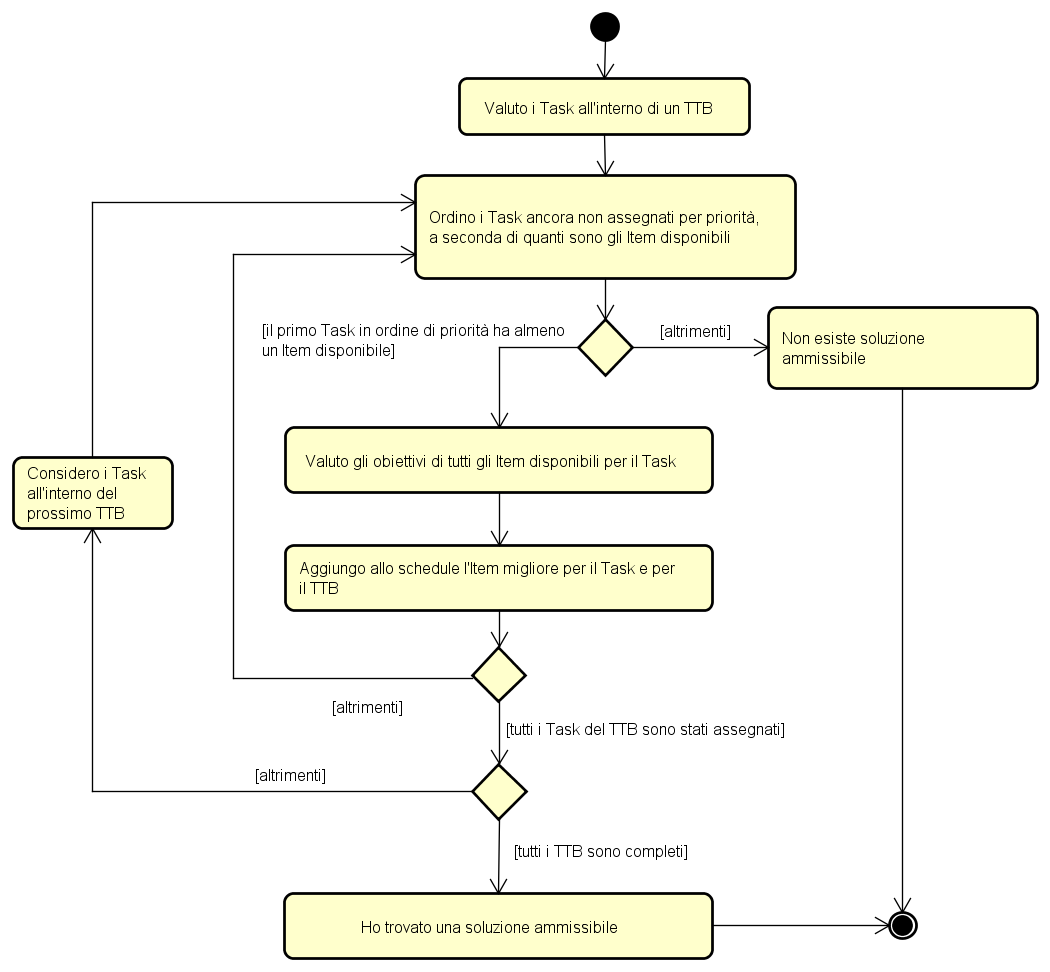 Valuto i Task all'interno di un TTB
Ordino i Task ancora non assegnati per priorità,
a seconda di quanti sono gli Item disponibili
[il primo Task in ordine di priorità ha almeno
un Item disponibile]
[altrimenti]
Non esiste soluzione
ammissibile
Valuto gli obiettivi di tutti gli Item disponibili per il Task
Considero i Task
all'interno del
prossimo TTB
Aggiungo allo schedule l'Item migliore per il Task e per
il TTB
[altrimenti]
[tutti i Task del TTB sono stati assegnati]
[altrimenti]
[tutti i TTB sono completi]
Ho trovato una soluzione ammissibile